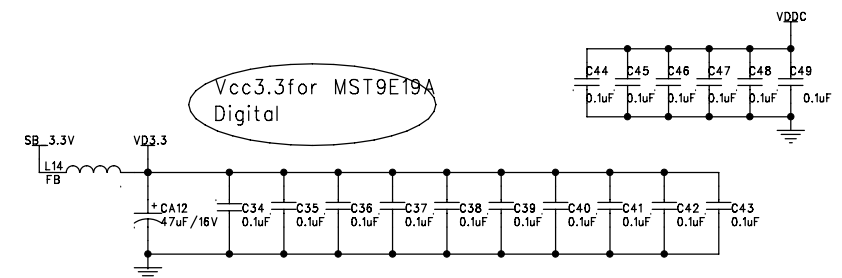 VDDC
C44 C45 C46 C47 C48 C49
0.1uF 0.1uF 0.1uF 0.1uF 0.1uF 0.1uF
Vcc3.3for MST9E19A
Digital
SB_3.3V VD3.3
L14
FB
+ CA12 C34 C35 C36 C37 C38 C39 C40 C41 C42 C43
47uF/16V 0.1uF 0.1uF 0.1uF 0.1uF 0.1uF 0.1uF 0.1uF 0.1uF 0.1uF 0.1uF